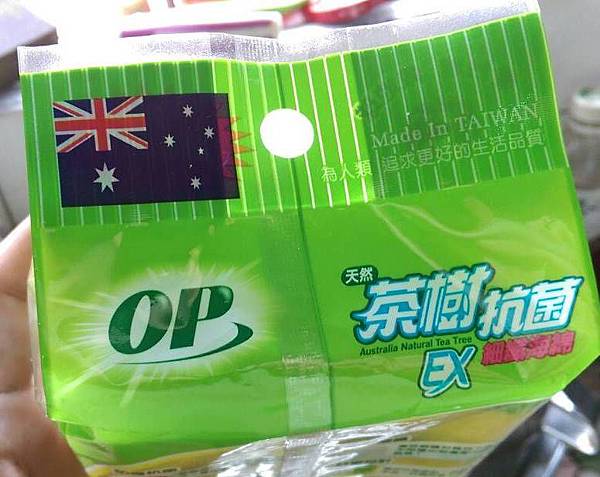 Made In TAIWAN
為人類 追求更好的生活品質
OP
天然
茶樹抗菌
Australia Natural Tea Tree
EX